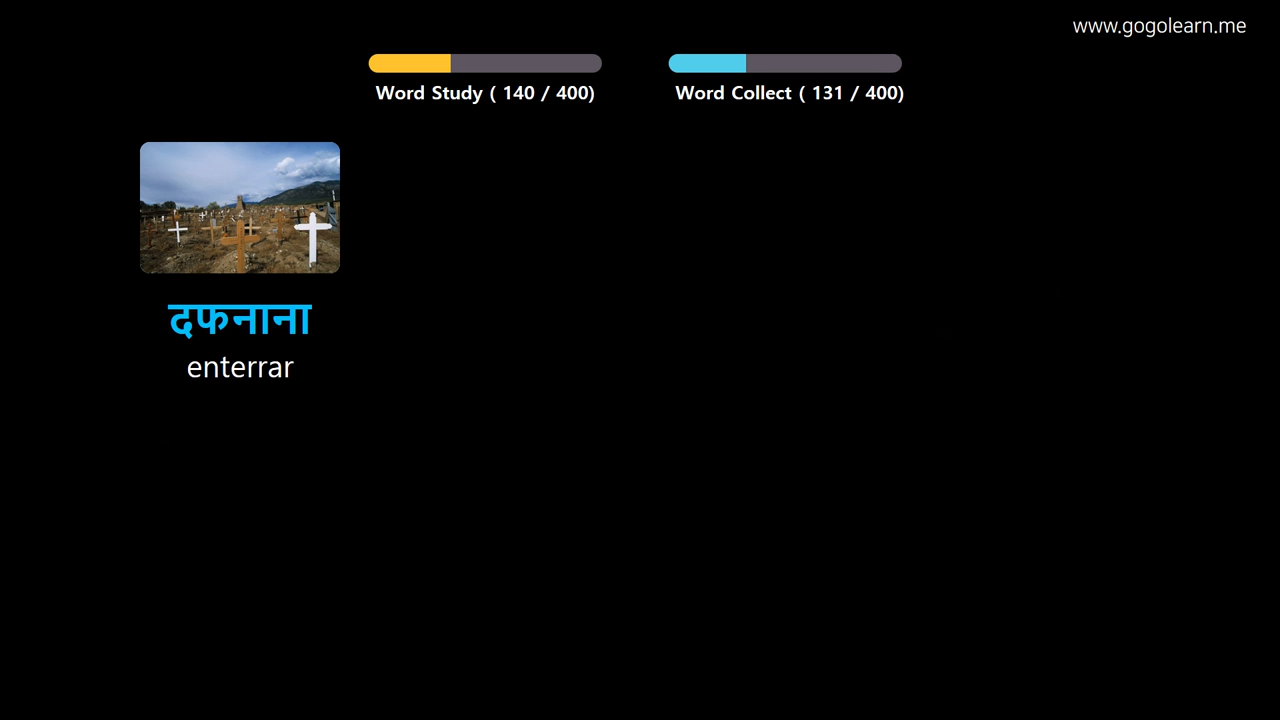 www.gogolearn.me
Word Study ( 140 / 400)
Word Collect ( 131 / 400)
दफनाना
enterrar